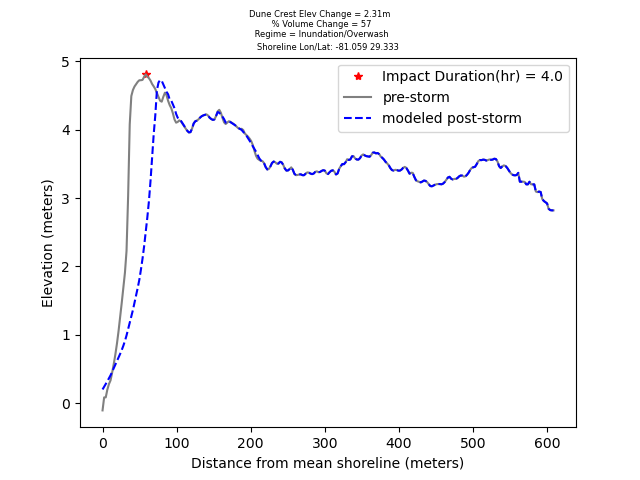 Dune Crest Elev Change = 2.31m
% Volume Change = 57
Regime = Inundation/Overwash
Shoreline Lon/Lat: -81.059 29.333
Impact Duration(hr) = 4.0
pre-storm
modeled post-storm
Elevation (meters)
5
4
3
2
1
0
0 100 200 300 400 500 600
Distance from mean shoreline (meters)